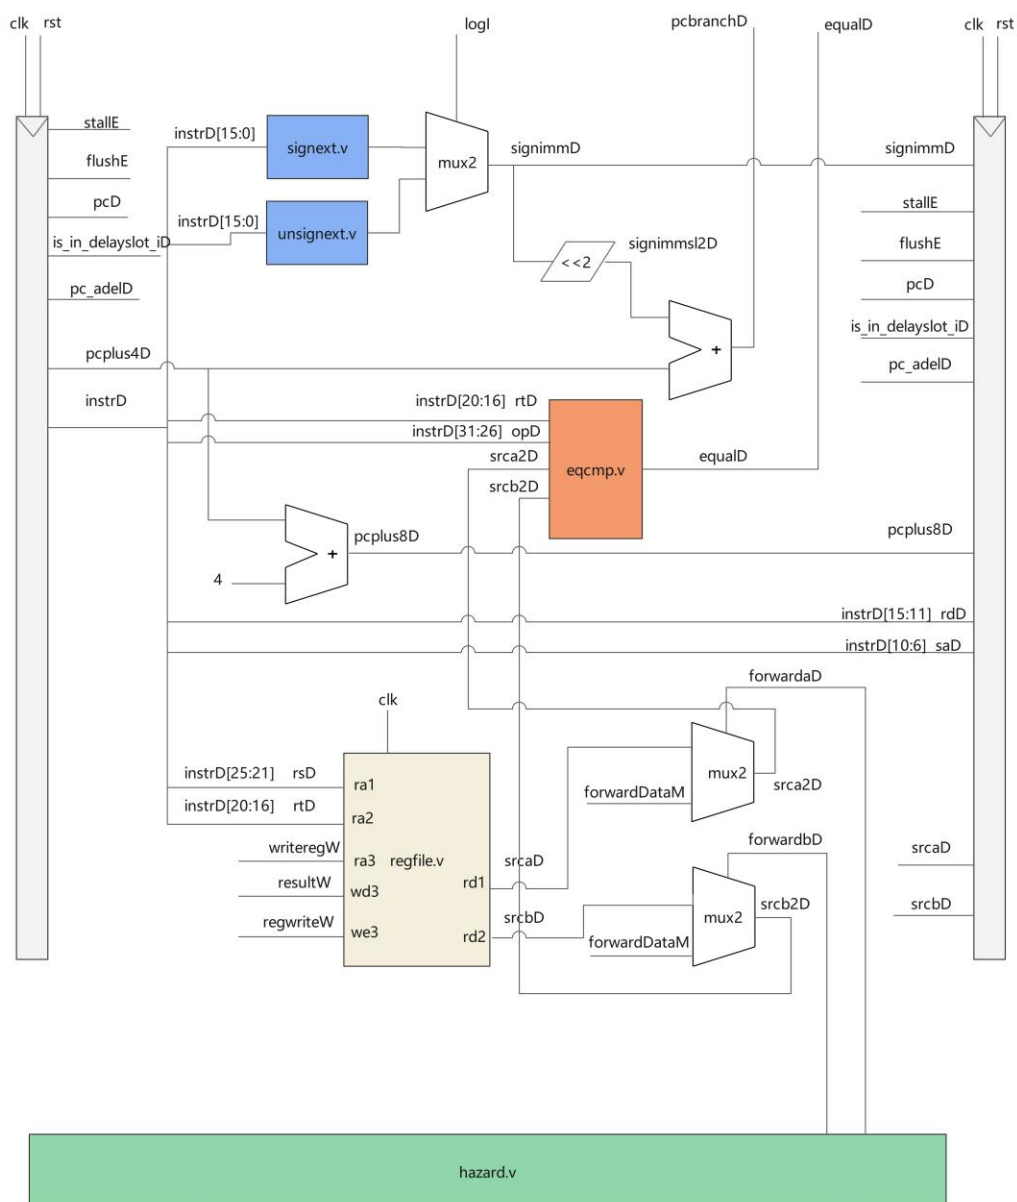 clk rst
logI
pcbranchD
equalD
clk rst
stallE
flushE
pcD
is_in_delayslot_iD
pc_adelD
pcplus4D
instrD
instrD[15:0]
signext.v
instrD[15:0]
unsignext.v
mux2
signimmD
signimmD
<<2
signimmsl2D
+
stallE
flushE
pcD
is_in_delayslot_iD
pc_adelD
instrD[20:16] rtD
instrD[31:26] opD
srca2D
srcb2D
eqcmp.v
equalD
4
+
pcplus8D
pcplus8D
instrD[15:11] rdD
instrD[10:6] saD
forwardaD
clk
instrD[25:21] rsD
instrD[20:16] rtD
writeregW
resultW
regwriteW
ra1
ra2
ra3 regfile.v
wd3
we3
rd1
rd2
srcaD
srcbD
forwardDataM
mux2
srca2D
forwardbD
forwardDataM
mux2
srcb2D
srcaD
srcbD
hazard.v